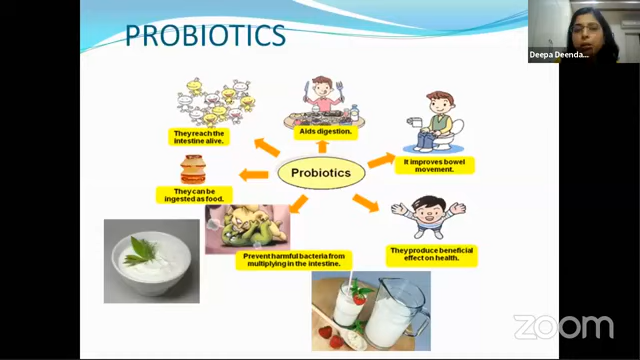 PROBIOTICS
Deepa Deenda...
They reach the
intestine alive.
Aids digestion.
It improves bowel
movement.
Probiotics
They can be
ingested as food.
They produce beneficial
effect on health.
Prevent harmful bacteria from
multiplying in the intestine.
zoom